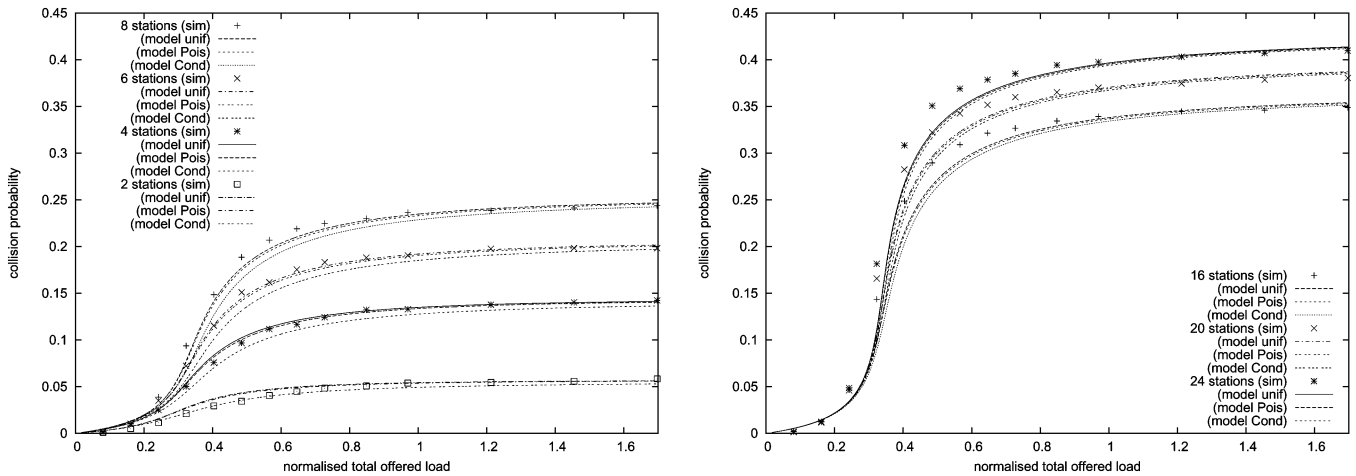 0.45
0.4
0.35
0.3
0.25
0.2
0.15
0.1
0.05
0
0 0.2 0.4 0.6 0.8 1 1.2 1.4 1.6
collision probability
normalised total offered load
8 stations (sim)
(model unif)
(model Pois)
(model Cond)
6 stations (sim)
(model unif)
(model Pois)
(model Cond)
4 stations (sim)
(model unif)
(model Pois)
(model Cond)
2 stations (sim)
(model unif)
(model Pois)
(model Cond)
0.45
0.4
0.35
0.3
0.25
0.2
0.15
0.1
0.05
0
0 0.2 0.4 0.6 0.8 1 1.2 1.4 1.6
collision probability
normalised total offered load
16 stations (sim)
(model unif)
(model Pois)
(model Cond)
20 stations (sim)
(model unif)
(model Pois)
(model Cond)
24 stations (sim)
(model unif)
(model Pois)
(model Cond)